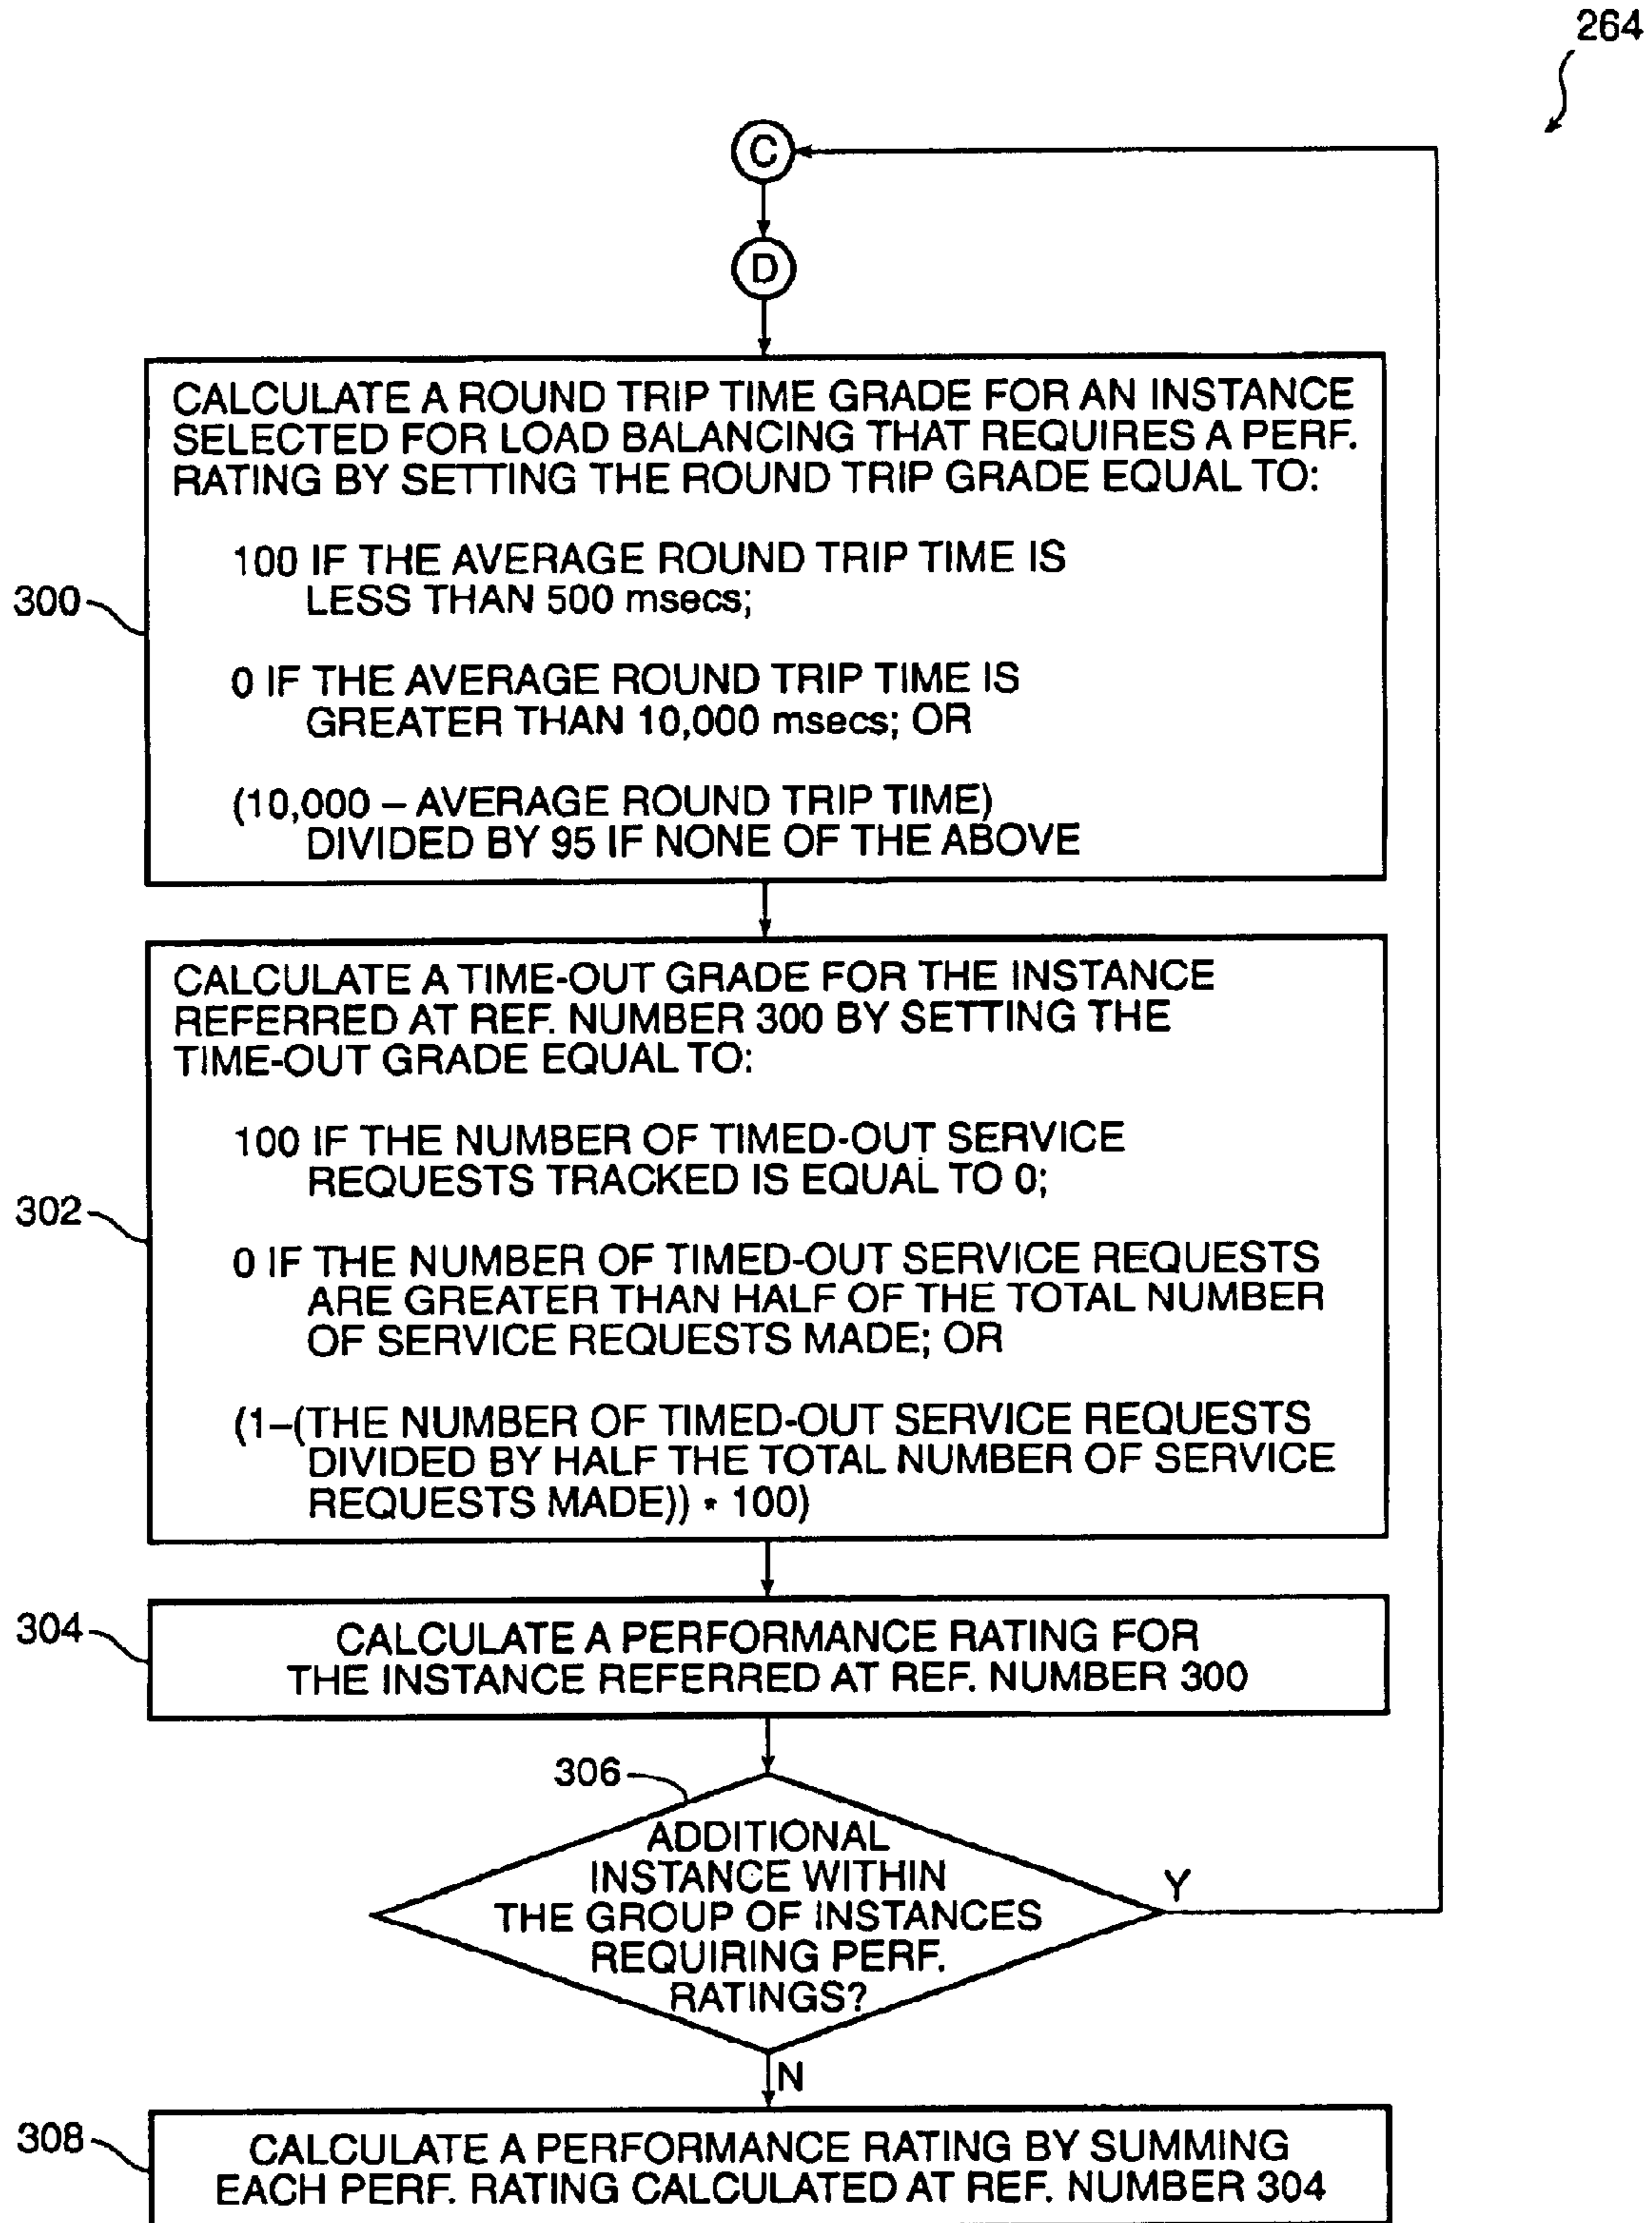 264
C
D
CALCULATE A ROUND TRIP TIME GRADE FOR AN INSTANCE
SELECTED FOR LOAD BALANCING THAT REQUIRES A PERF.
RATING BY SETTING THE ROUND TRIP GRADE EQUAL TO:
100 IF THE AVERAGE ROUND TRIP TIME IS
LESS THAN 500 msecs;
300
0 IF THE AVERAGE ROUND TRIP TIME IS
GREATER THAN 10,000 msecs; OR
(10,000 – AVERAGE ROUND TRIP TIME)
DIVIDED BY 95 IF NONE OF THE ABOVE
CALCULATE A TIME-OUT GRADE FOR THE INSTANCE
REFERRED AT REF. NUMBER 300 BY SETTING THE
TIME-OUT GRADE EQUAL TO:
100 IF THE NUMBER OF TIMED-OUT SERVICE
REQUESTS TRACKED IS EQUAL TO 0;
302
0 IF THE NUMBER OF TIMED-OUT SERVICE REQUESTS
ARE GREATER THAN HALF OF THE TOTAL NUMBER
OF SERVICE REQUESTS MADE; OR
(1–(THE NUMBER OF TIMED-OUT SERVICE REQUESTS
DIVIDED BY HALF THE TOTAL NUMBER OF SERVICE
REQUESTS MADE)) * 100)
304
CALCULATE A PERFORMANCE RATING FOR
THE INSTANCE REFERRED AT REF. NUMBER 300
306
ADDITIONAL
INSTANCE WITHIN
THE GROUP OF INSTANCES
REQUIRING PERF.
RATINGS?
Y
N
308
CALCULATE A PERFORMANCE RATING BY SUMMING
EACH PERF. RATING CALCULATED AT REF. NUMBER 304